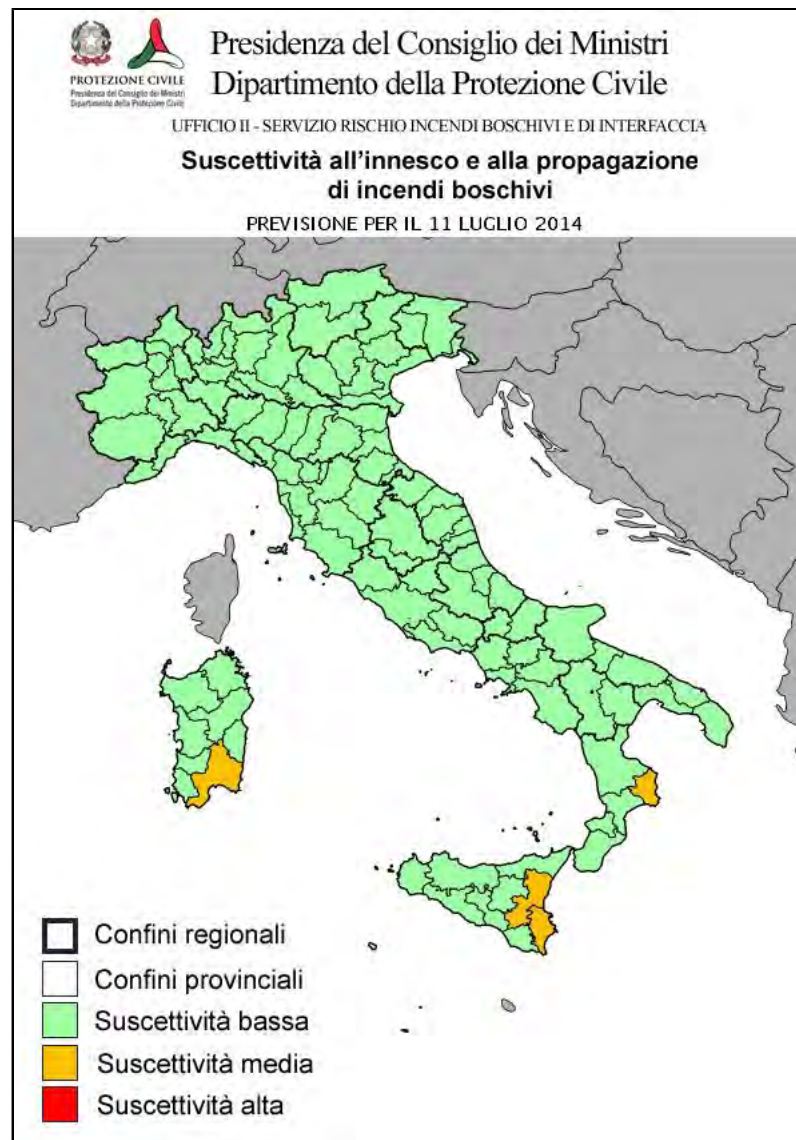 PROTEZIONE CIVILE
Presidenza del Consiglio dei Ministri
Dipartimento della Protezione Civile
Presidenza del Consiglio dei Ministri
Dipartimento della Protezione Civile
UFFICIO II - SERVIZIO RISCHIO INCENDI BOSCHIVI E DI INTERFACCIA
Suscettività all'innesco e alla propagazione
di incendi boschivi
PREVISIONE PER IL 11 LUGLIO 2014
Confini regionali
Confini provinciali
Suscettività bassa
Suscettività media
Suscettività alta